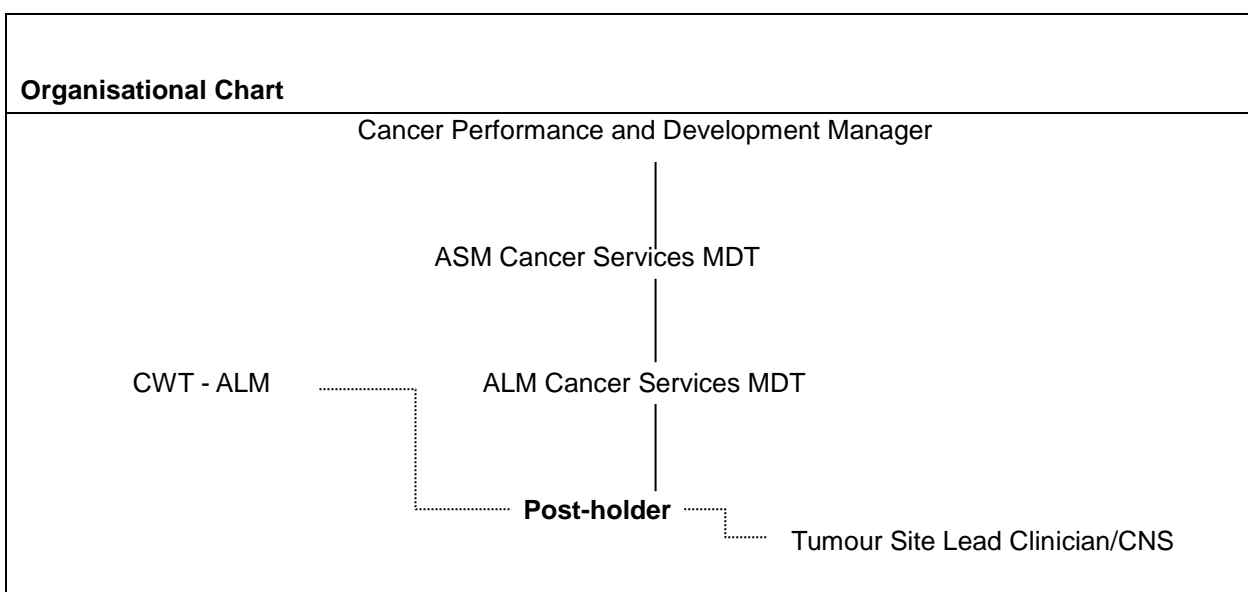 Organisational Chart
Cancer Performance and Development Manager
ASM Cancer Services MDT
CWT - ALM
ALM Cancer Services MDT
Post-holder
Tumour Site Lead Clinician/CNS